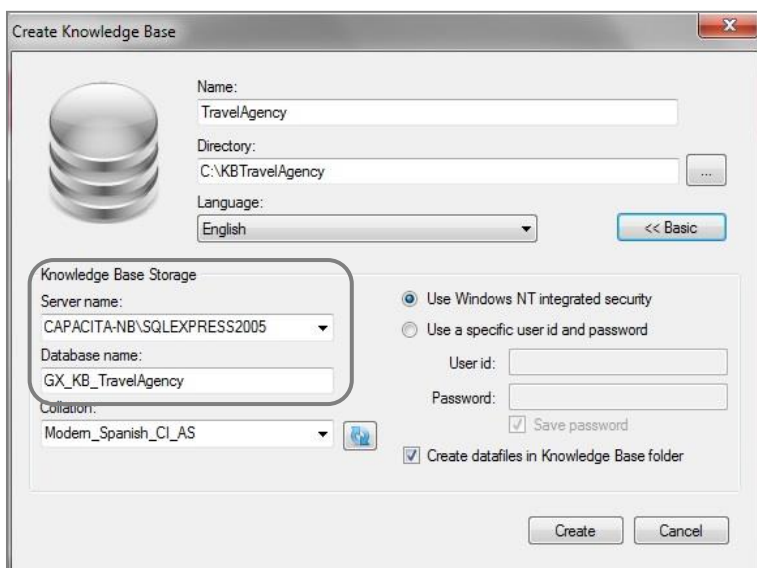 Create Knowledge Base
Name:
TravelAgency
Directory:
C:\KBTravelAgency
...
Language:
English
<< Basic
Knowledge Base Storage
Server name:
CAPACITA-NB\SQLEXPRESS2005
Database name:
GX_KB_TravelAgency
Collation:
Modern_Spanish_CI_AS
Use Windows NT integrated security
Use a specific user id and password
User id:
Password:
Save password
Create datafiles in Knowledge Base folder
Create
Cancel